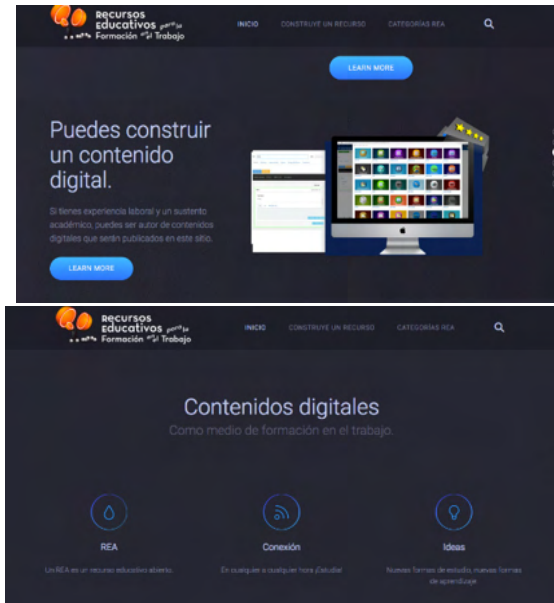 Recursos
Educativos para la
Formación en el Trabajo
INICIO
CONSTRUYE UN RECURSO
CATEGORÍAS REA
LEARN MORE
Puedes construir
un contenido
digital.
Si tienes experiencia laboral y un sustento
académico, puedes ser autor de contenidos
digitales que serán publicados en este sitio.
LEARN MORE
Recursos
Educativos para la
Formación en el Trabajo
INICIO
CONSTRUYE UN RECURSO
CATEGORÍAS REA
Contenidos digitales
Como medio de formación en el trabajo.
REA
Conexión
Ideas
Un REA es un recurso educativo abierto.
En cualquier a cualquier hora ¡Estudia!
Nuevas formas de estudio, nuevas formas
de aprendizaje